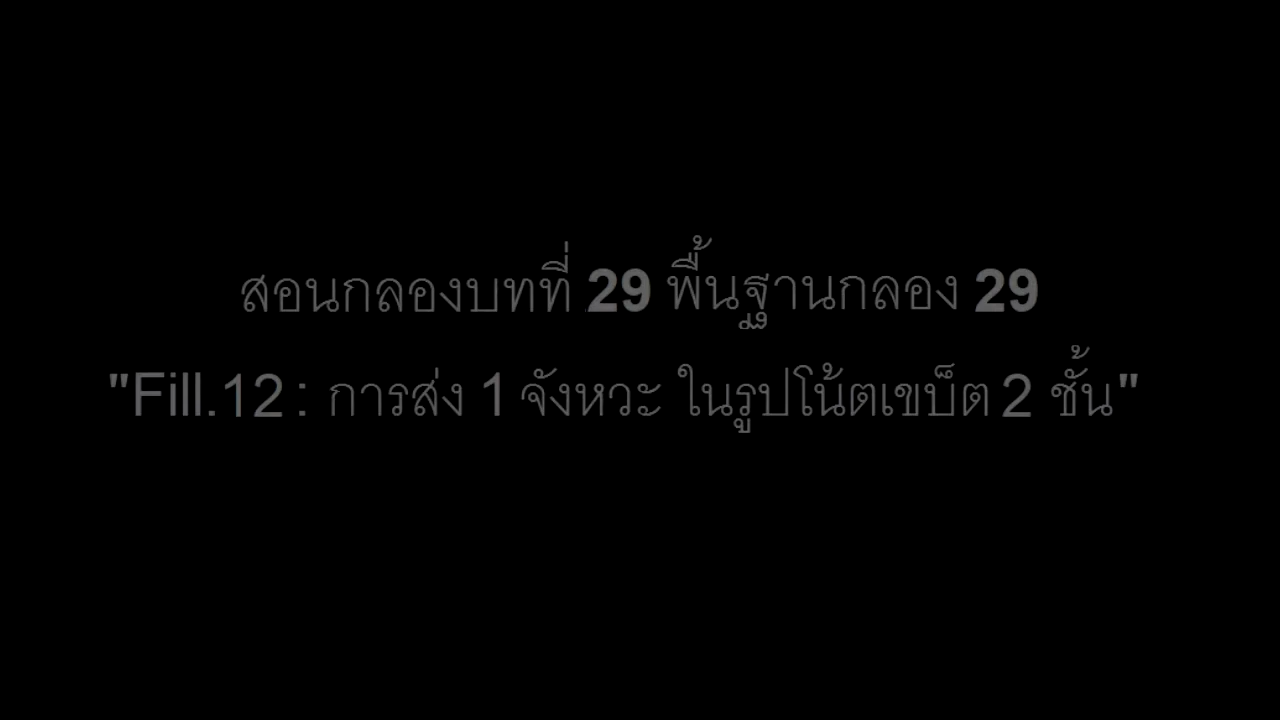 สอนกลองบทที่ 29 พื้นฐานกลอง 29
"Fill.12 : การส่ง 1 จังหวะ ในรูปโน้ตเขบ็ต 2 ชั้น"